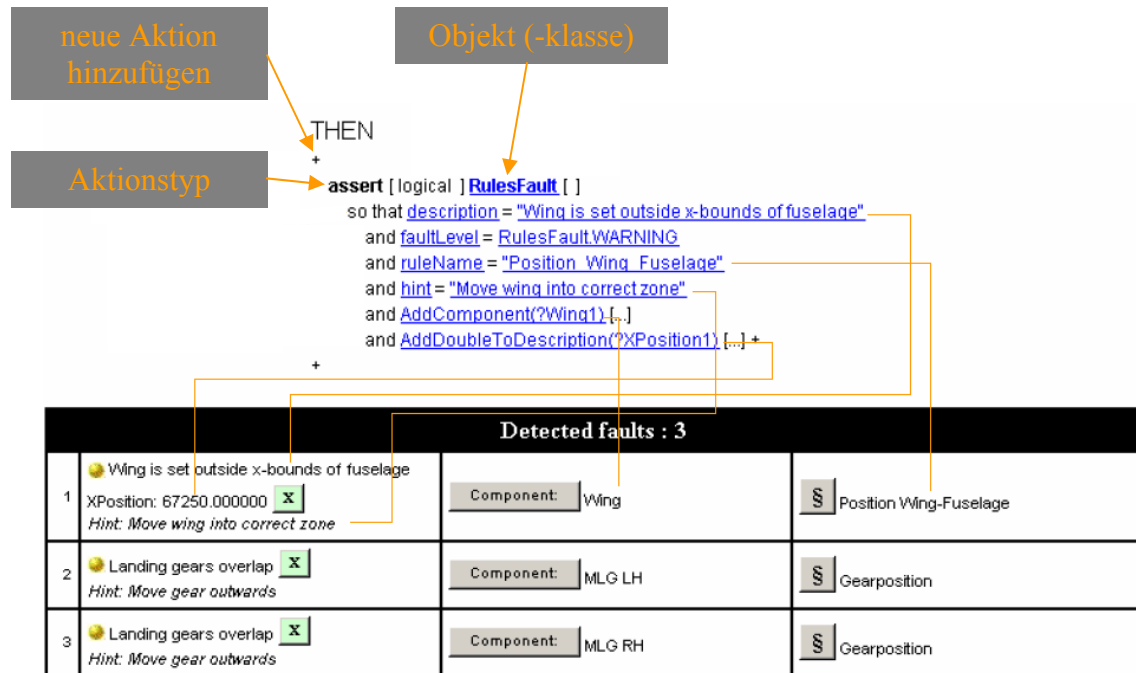 neue Aktion
hinzufügen
Objekt (-klasse)
THEN
+
Aktionstyp
assert [ logical ] RulesFault [ ]
so that description = "Wing is set outside x-bounds of fuselage"
and faultLevel = RulesFault.WARNING
and ruleName = "Position_Wing_Fuselage"
and hint = "Move wing into correct zone"
and AddComponent(?Wing1) [...]
and AddDoubleToDescription(?XPosition1) [...] +
+
Detected faults : 3
1
Wing is set outside x-bounds of fuselage
XPosition: 67250.000000 X
Hint: Move wing into correct zone
Component: Wing
§ Position Wing-Fuselage
2
Landing gears overlap X
Hint: Move gear outwards
Component: MLG LH
§ Gearposition
3
Landing gears overlap X
Hint: Move gear outwards
Component: MLG RH
§ Gearposition